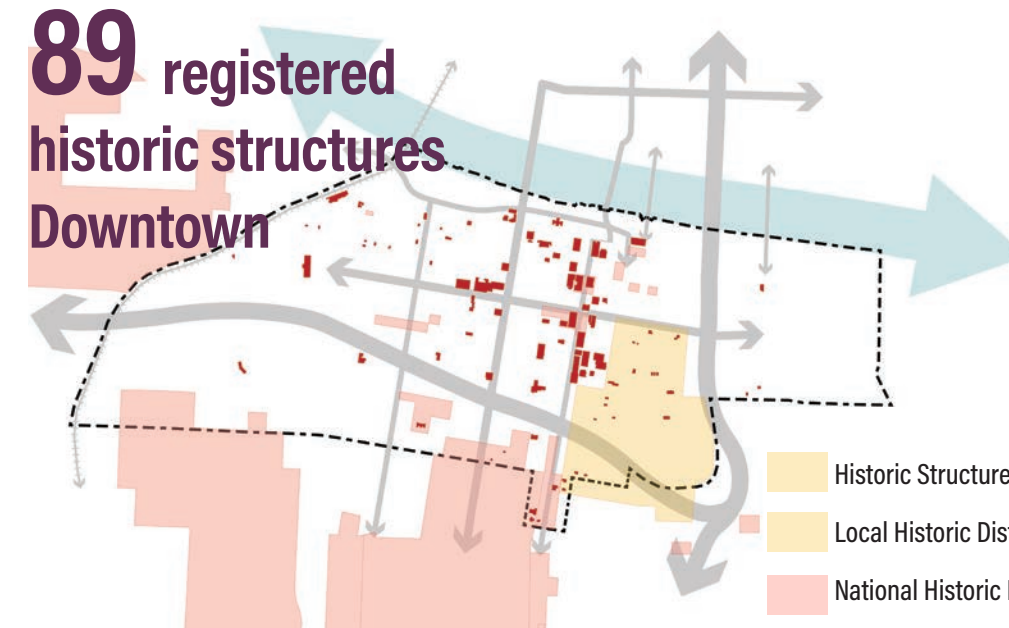 89 registered
historic structures
Downtown
Historic Structure
Local Historic Dis
National Historic